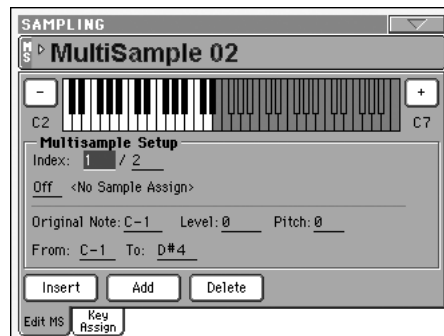 SAMPLING
MS MultiSample 02
- +
C2 C7
Multisample Setup
Index: 1 / 2
Off <No Sample Assign>
Original Note: C-1 Level: 0 Pitch: 0
From: C-1 To: D#4
Insert Add Delete
Edit MS Key Assign